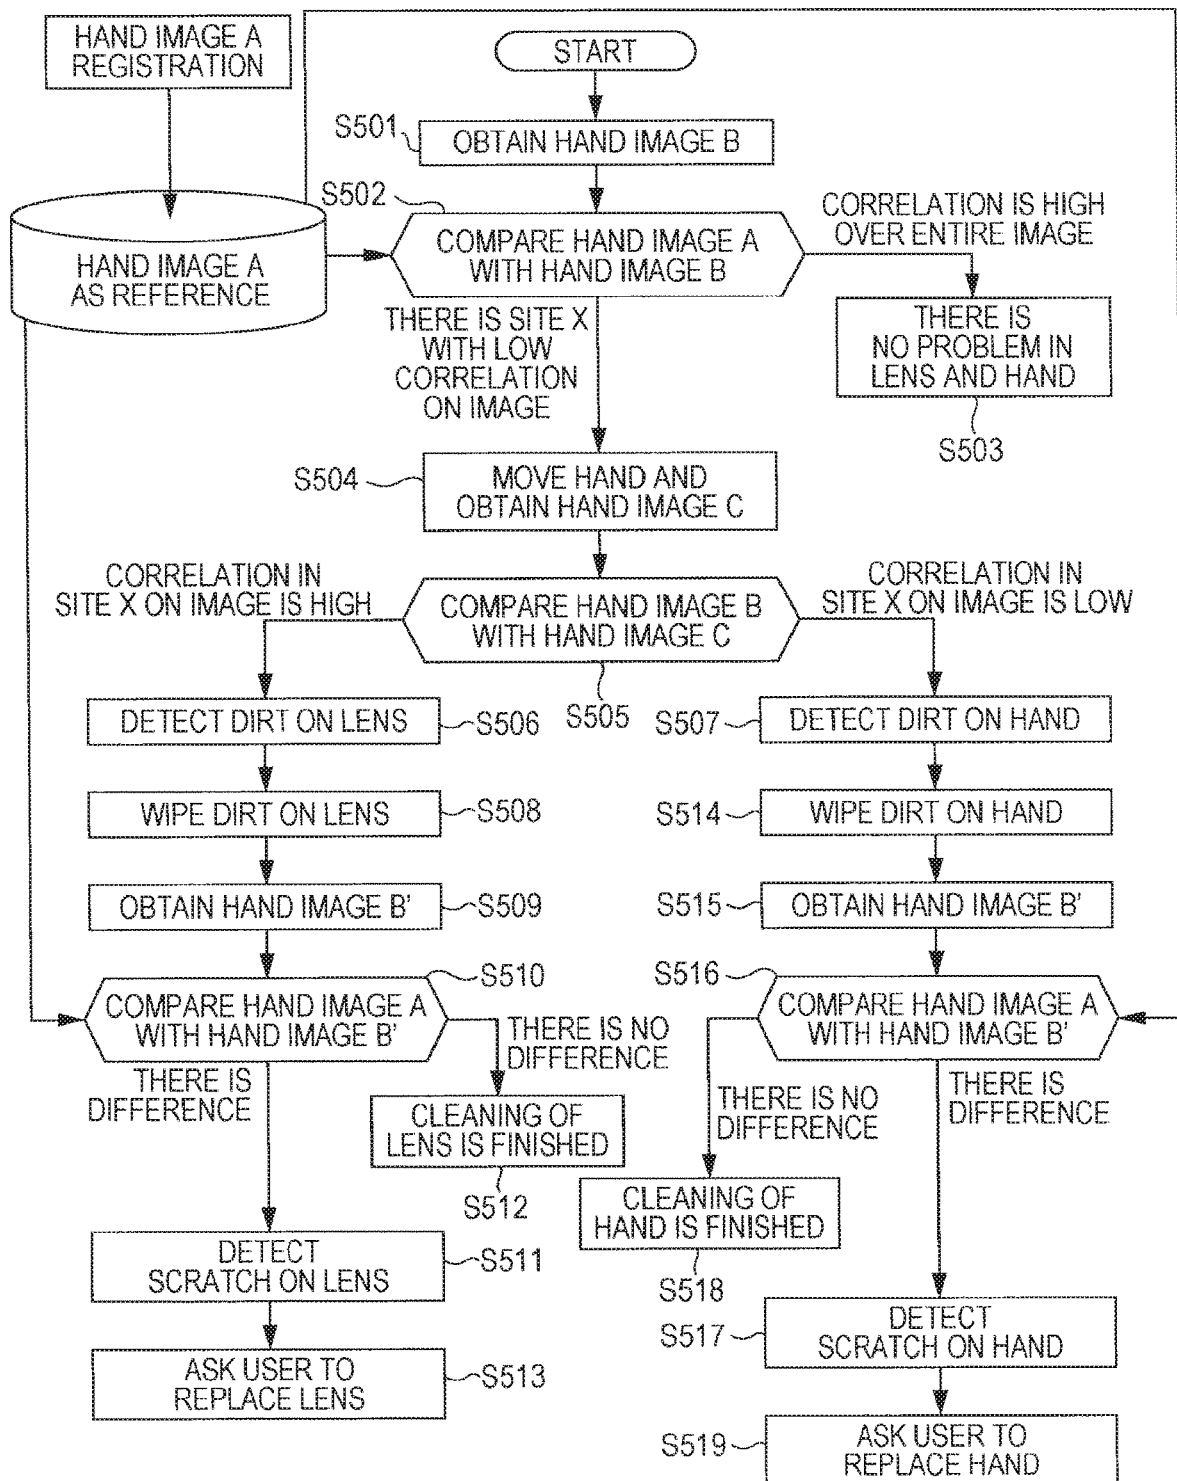 HAND IMAGE A
REGISTRATION
START
S501
OBTAIN HAND IMAGE B
S502
HAND IMAGE A
AS REFERENCE
COMPARE HAND IMAGE A
WITH HAND IMAGE B
CORRELATION IS HIGH
OVER ENTIRE IMAGE
THERE IS SITE X
WITH LOW
CORRELATION
ON IMAGE
THERE IS
NO PROBLEM IN
LENS AND HAND
S503
S504
MOVE HAND AND
OBTAIN HAND IMAGE C
CORRELATION IN
SITE X ON IMAGE IS HIGH
COMPARE HAND IMAGE B
WITH HAND IMAGE C
CORRELATION IN
SITE X ON IMAGE IS LOW
S505
DETECT DIRT ON LENS
S506
S507
DETECT DIRT ON HAND
WIPE DIRT ON LENS
S508
S514
WIPE DIRT ON HAND
OBTAIN HAND IMAGE B'
S509
S515
OBTAIN HAND IMAGE B'
S510
COMPARE HAND IMAGE A
WITH HAND IMAGE B'
S516
COMPARE HAND IMAGE A
WITH HAND IMAGE B'
THERE IS
DIFFERENCE
THERE IS NO
DIFFERENCE
THERE IS NO
DIFFERENCE
THERE IS
DIFFERENCE
CLEANING OF
LENS IS FINISHED
S512
CLEANING OF
HAND IS FINISHED
S518
DETECT
SCRATCH ON LENS
S511
S517
DETECT
SCRATCH ON HAND
ASK USER TO
REPLACE LENS
S513
S519
ASK USER TO
REPLACE HAND